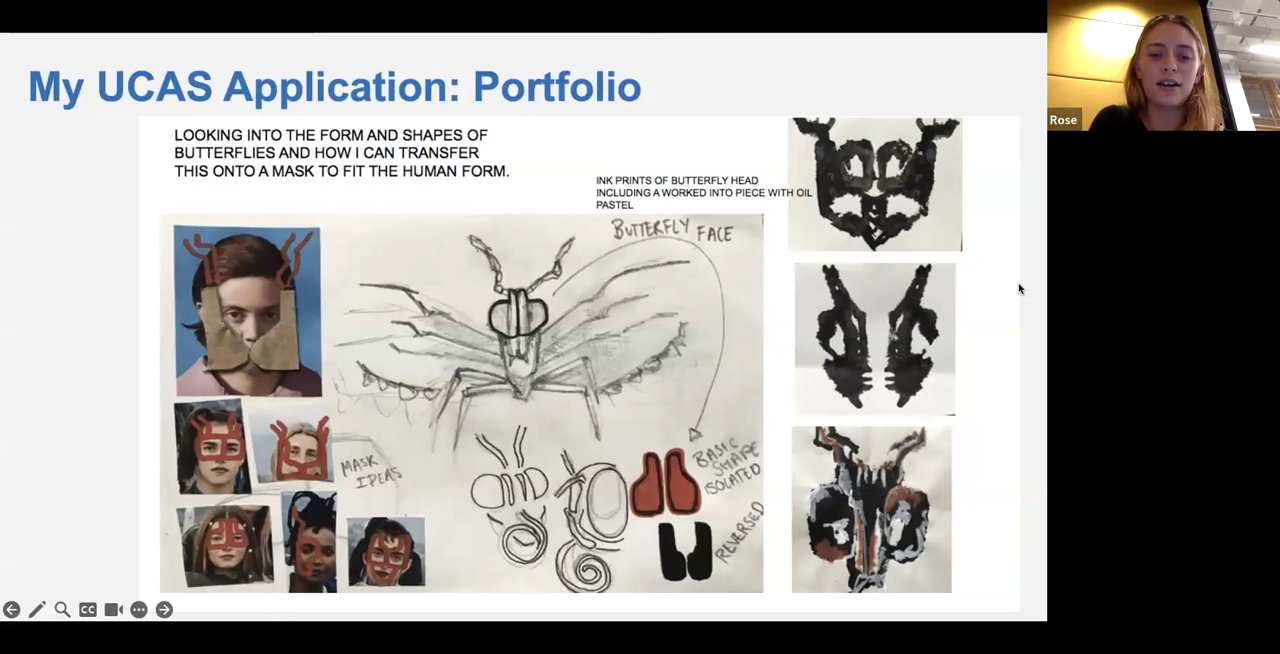 My UCAS Application: Portfolio
Rose
LOOKING INTO THE FORM AND SHAPES OF
BUTTERFLIES AND HOW I CAN TRANSFER
THIS ONTO A MASK TO FIT THE HUMAN FORM.
INK PRINTS OF BUTTERFLY HEAD
INCLUDING A WORKED INTO PIECE WITH OIL
PASTEL
BUTTERFLY FACE
MASK
IDEAS
BASIC
SHAPE
ISOLATED
REVERSED
CC